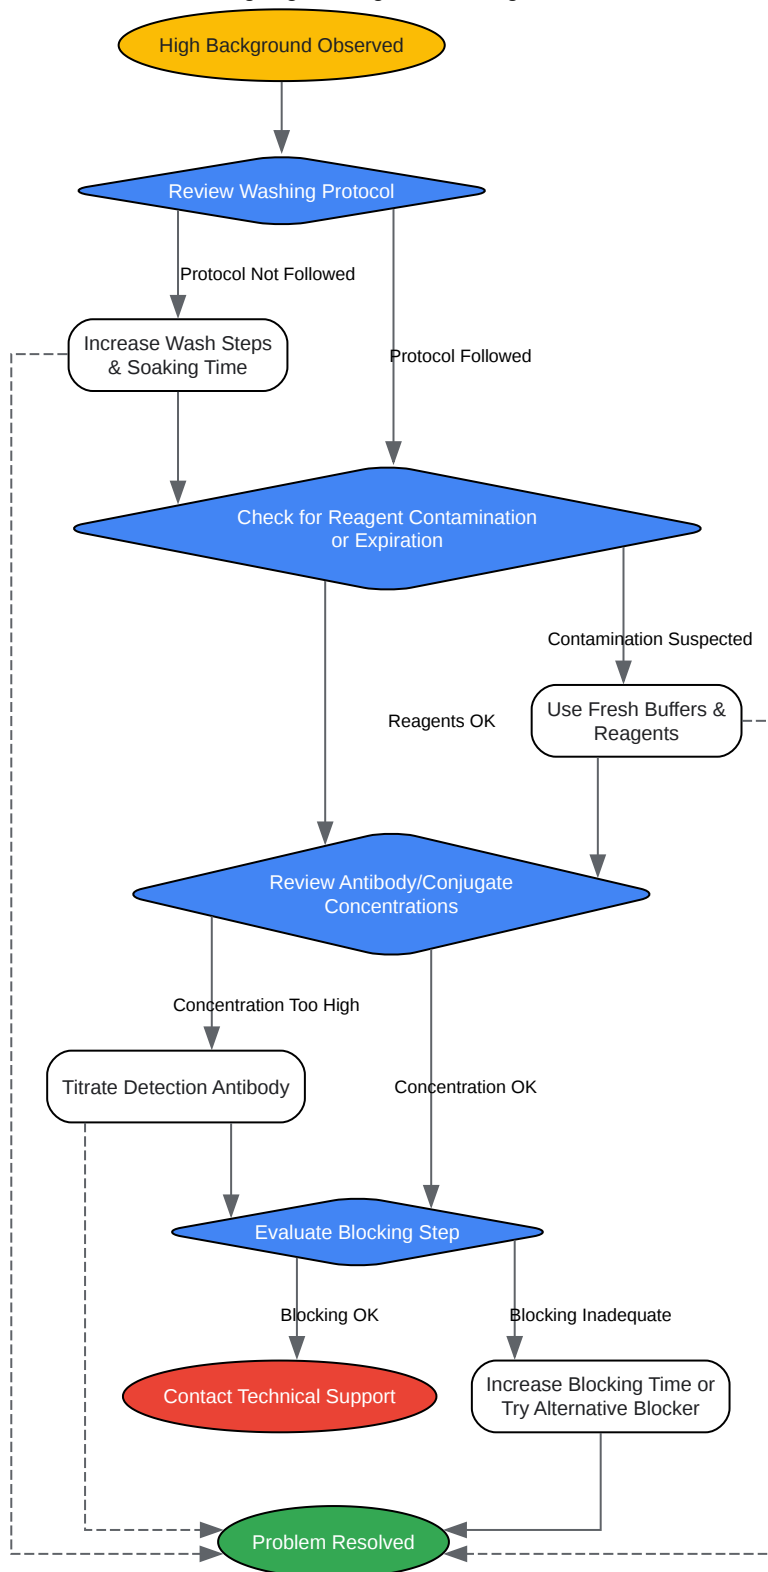 High Background Observed
Review Washing Protocol
Protocol Not Followed
Increase Wash Steps
& Soaking Time
Protocol Followed
Check for Reagent Contamination
or Expiration
Contamination Suspected
Reagents OK
Use Fresh Buffers &
Reagents
Review Antibody/Conjugate
Concentrations
Concentration Too High
Titrate Detection Antibody
Concentration OK
Evaluate Blocking Step
Blocking OK
Blocking Inadequate
Contact Technical Support
Increase Blocking Time or
Try Alternative Blocker
Problem Resolved